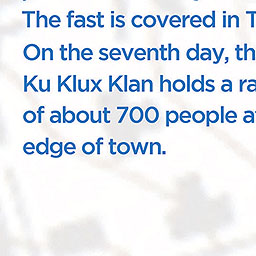 The fast is covered in
On the seventh day, th
Ku Klux Klan holds a ra
of about 700 people a
edge of town.